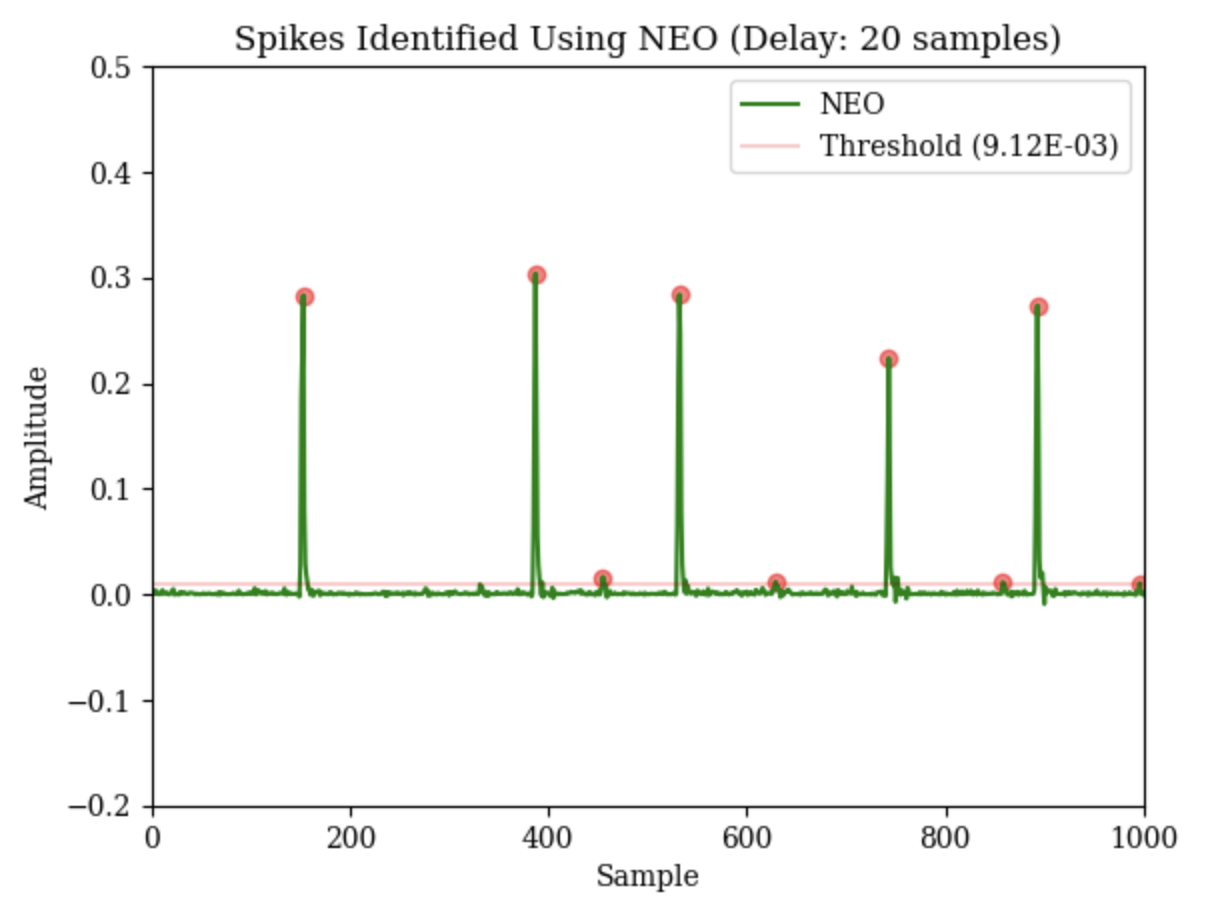 Spikes Identified Using NEO (Delay: 20 samples)
0.5
NEO
Threshold (9.12E-03)
0.4
0.3
0.2
0.1
0.0
−0.1
−0.2
Amplitude
0 200 400 600 800 1000
Sample